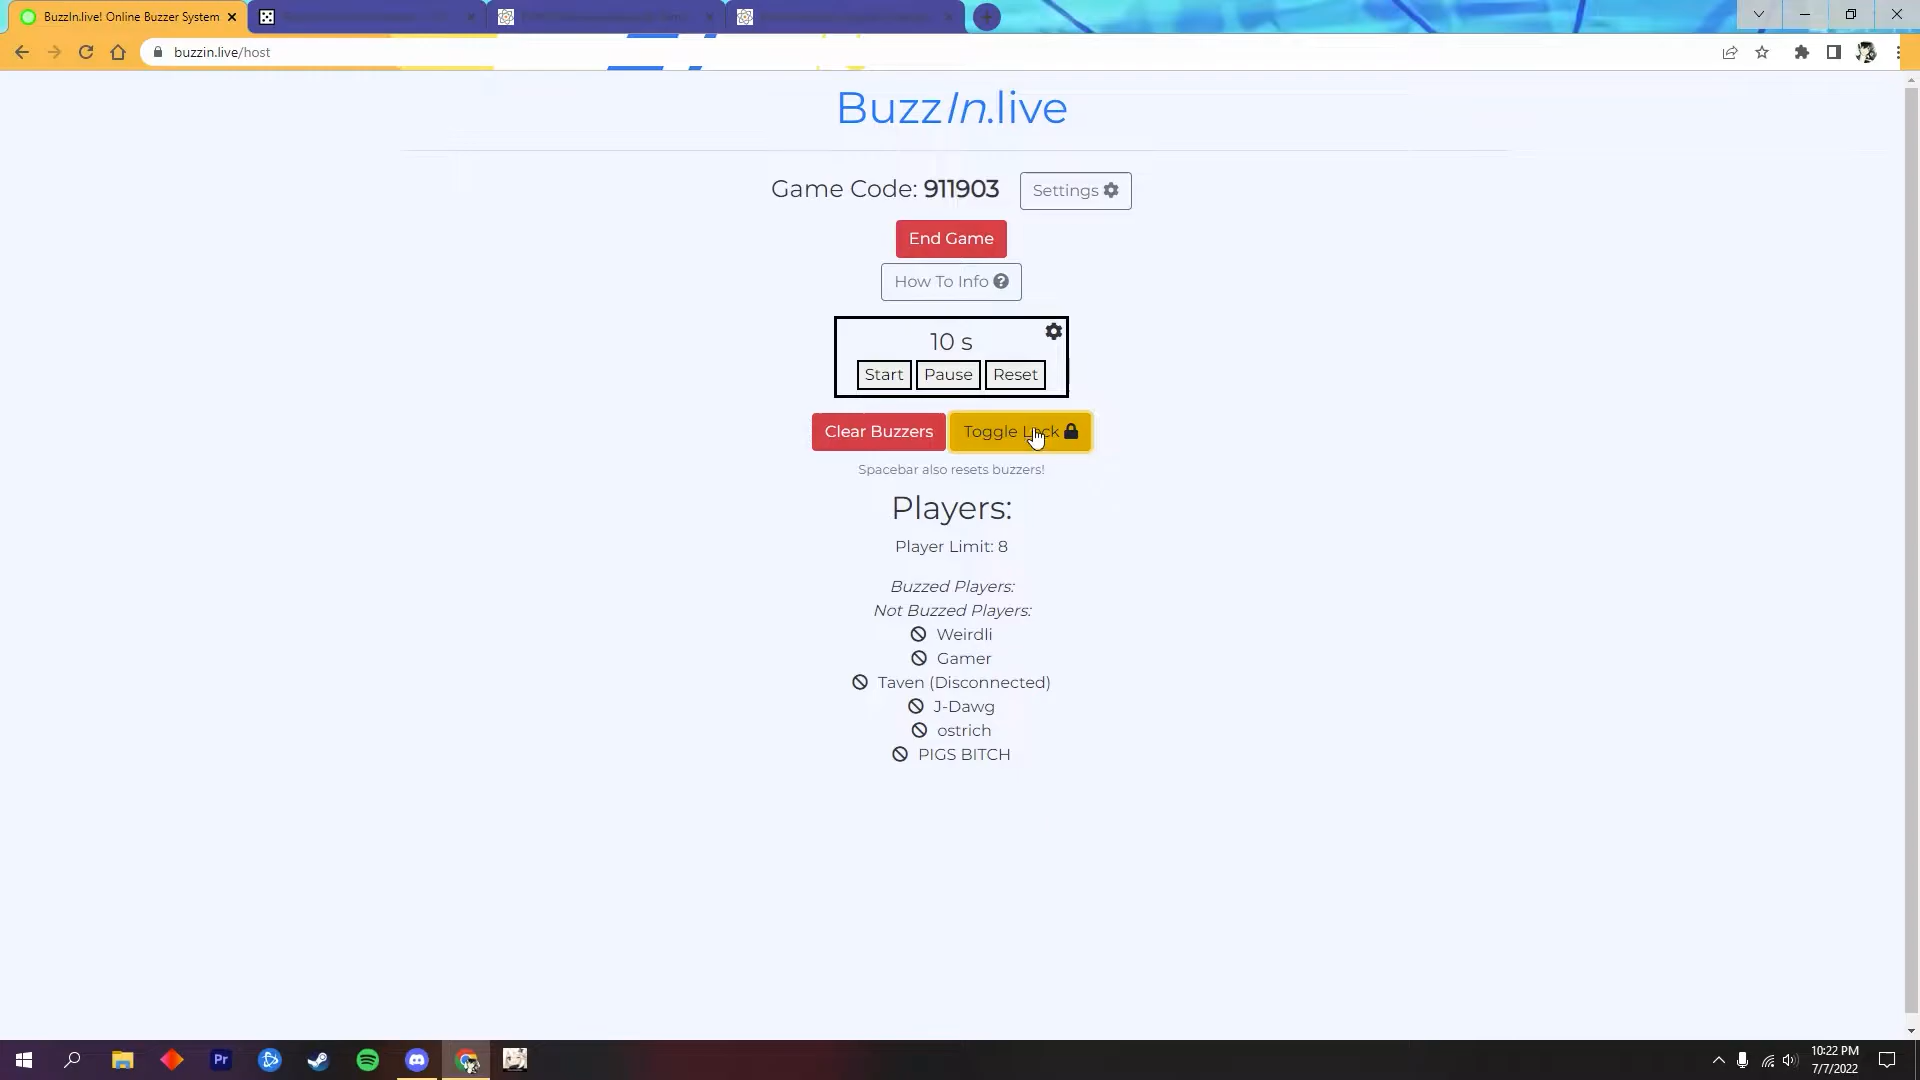 BuzzIn.live! Online Buzzer System
buzzin.live/host
BuzzIn.live
Game Code: 911903
Settings
End Game
How To Info
10 s
Start Pause Reset
Clear Buzzers Toggle Lock
Spacebar also resets buzzers!
Players:
Player Limit: 8
Buzzed Players:
Not Buzzed Players:
Weirdli
Gamer
Taven (Disconnected)
J-Dawg
ostrich
PIGS BITCH
Pr
10:22 PM
7/7/2022